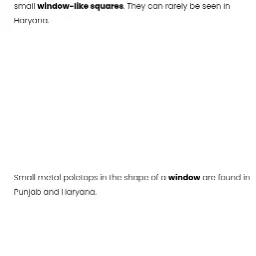 small window-like squares. They can rarely be seen in
Haryana.
Small metal poletops in the shape of a window are found in
Punjab and Haryana.